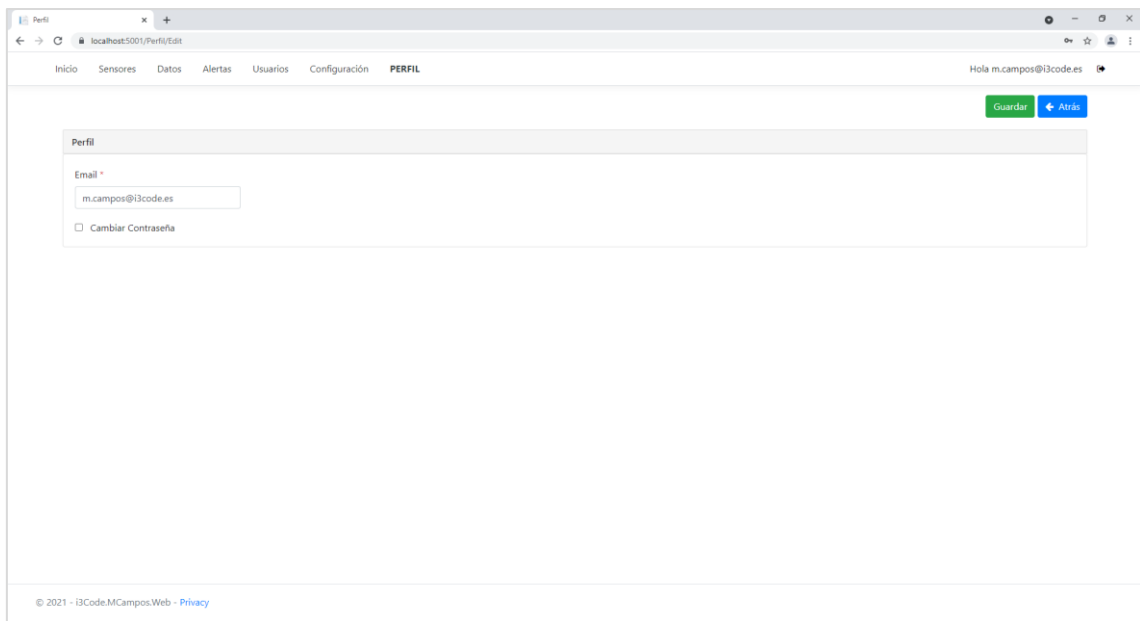 Perfil
localhost:5001/Perfil/Edit
Inicio Sensores Datos Alertas Usuarios Configuración PERFIL Hola m.campos@i3code.es
Guardar Atrás
Perfil
Email *
m.campos@i3code.es
Cambiar Contraseña
© 2021 - i3Code.MCampos.Web - Privacy